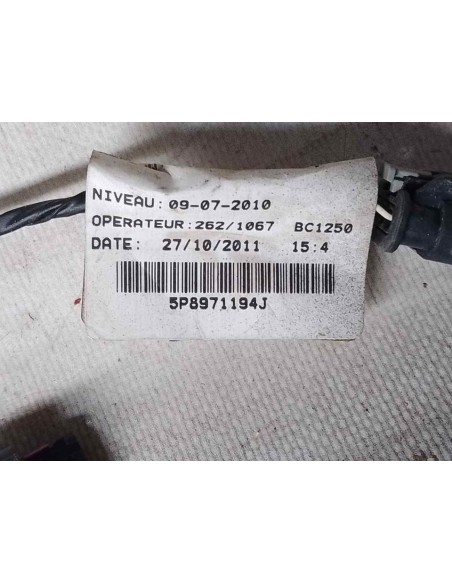 NIVEAU: 09-07-2010
OPERATEUR:262/1067 BC1250
DATE: 27/10/2011 15:4
5P8971194J